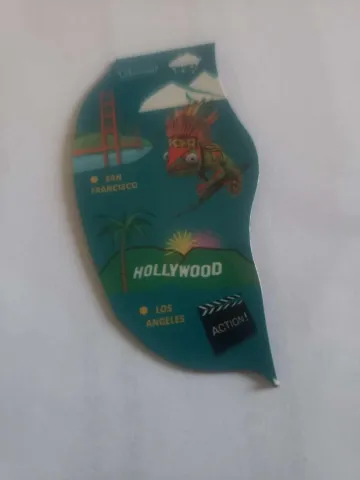 SAN
FRANCISCO
HOLLYWOOD
LOS
ANGELES
ACTION!